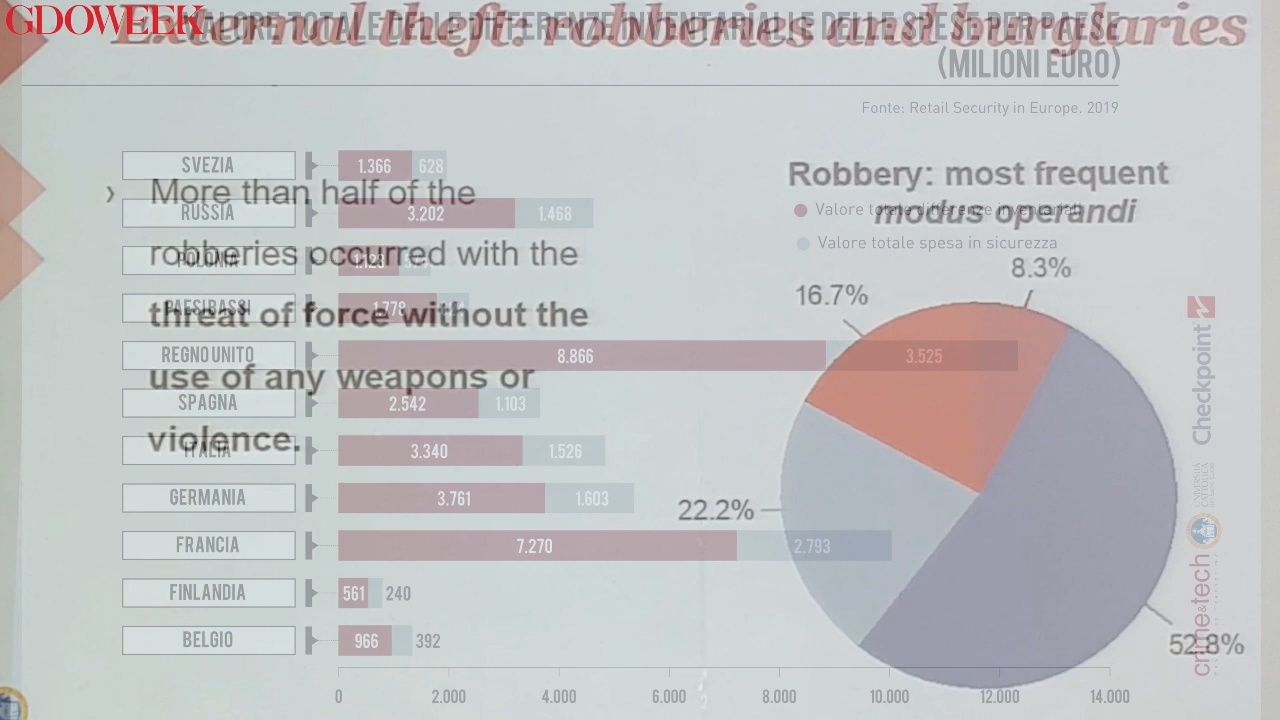 GDOWEEK
VALORE TOTALE DELLE DIFFERENZE INVENTARIALI E DELLE SPESE PER PAESE
(MILIONI EURO)
Fonte: Retail Security in Europe. 2019
External theft: robberies and burglaries
› More than half of the
robberies occurred with the
threat of force without the
use of any weapons or
violence.
Robbery: most frequent
modus operandi
8.3%
16.7%
22.2%
52.8%
Valore totale differenze inventariali
Valore totale spesa in sicurezza
SVEZIA 1.366 628
RUSSIA 3.202 1.468
POLONIA 1.123
PAESI BASSI 1.778
REGNO UNITO 8.866 3.525
SPAGNA 2.542 1.103
ITALIA 3.340 1.526
GERMANIA 3.761 1.603
FRANCIA 7.270 2.793
FINLANDIA 561 240
BELGIO 966 392
0 2.000 4.000 6.000 8.000 10.000 12.000 14.000
Checkpoint
UNIVERSITÀ
CATTOLICA
crime&tech